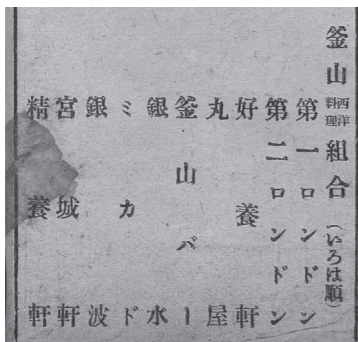 釜山西洋料理組合（いろは順）
第一ロンドン
第二ロンドン
好養軒
丸屋
釜山バー
銀水
ミカド
銀波
宮城軒
精養軒